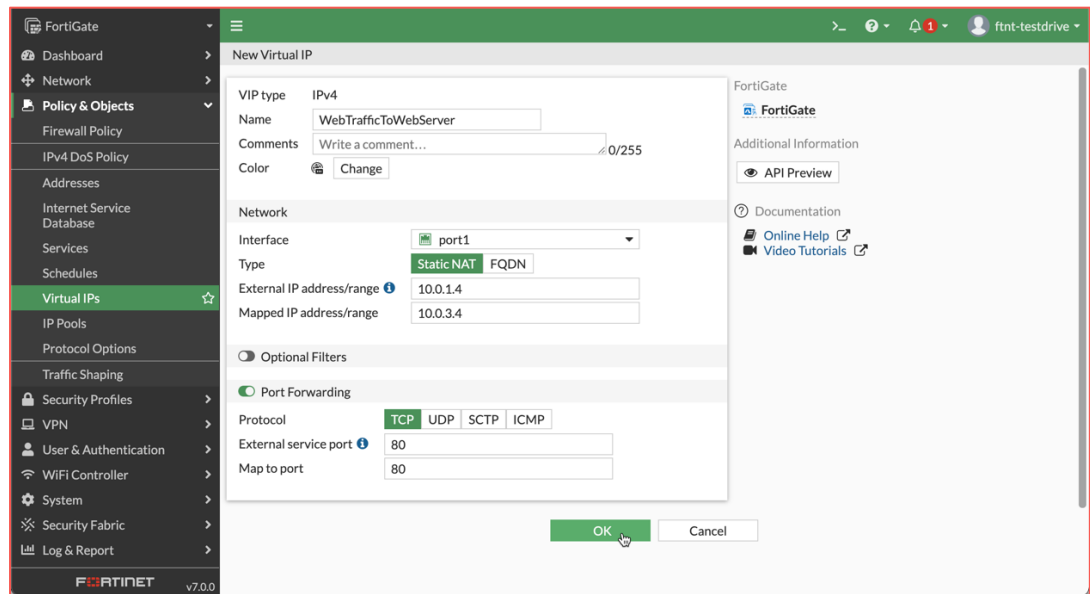 FortiGate
ftnt-testdrive
1
Dashboard
Network
Policy & Objects
Firewall Policy
IPv4 DoS Policy
Addresses
Internet Service
Database
Services
Schedules
Virtual IPs
IP Pools
Protocol Options
Traffic Shaping
Security Profiles
VPN
User & Authentication
WiFi Controller
System
Security Fabric
Log & Report
FORTINET v7.0.0
New Virtual IP
VIP type IPv4
Name WebTrafficToWebServer
Comments Write a comment... 0/255
Color Change
Network
Interface port1
Type Static NAT FQDN
External IP address/range 10.0.1.4
Mapped IP address/range 10.0.3.4
Optional Filters
Port Forwarding
Protocol TCP UDP SCTP ICMP
External service port 80
Map to port 80
OK Cancel
FortiGate
FortiGate
Additional Information
API Preview
Documentation
Online Help
Video Tutorials